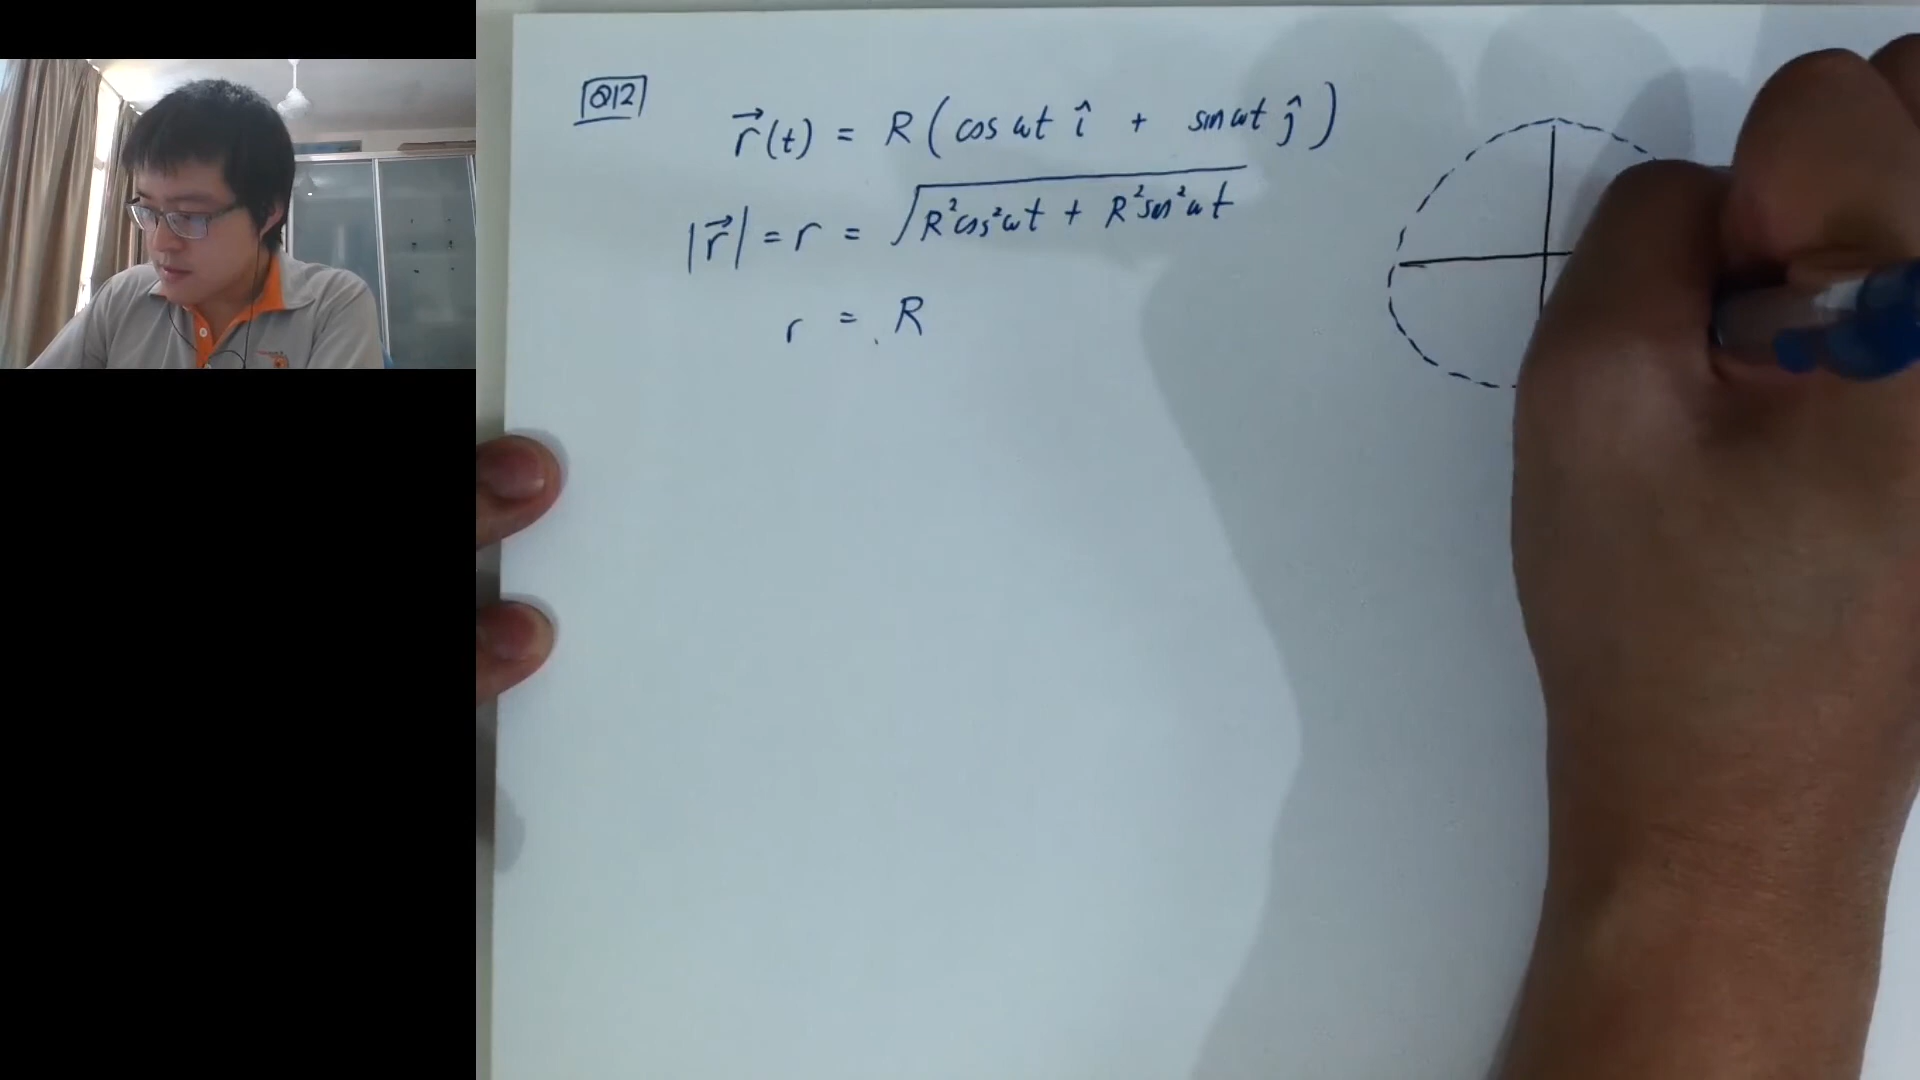 Q12
r⃗(t) = R(cos ωt î + sin ωt ĵ)
|r⃗| = r = √(R²cos²ωt + R²sin²ωt)
r = R